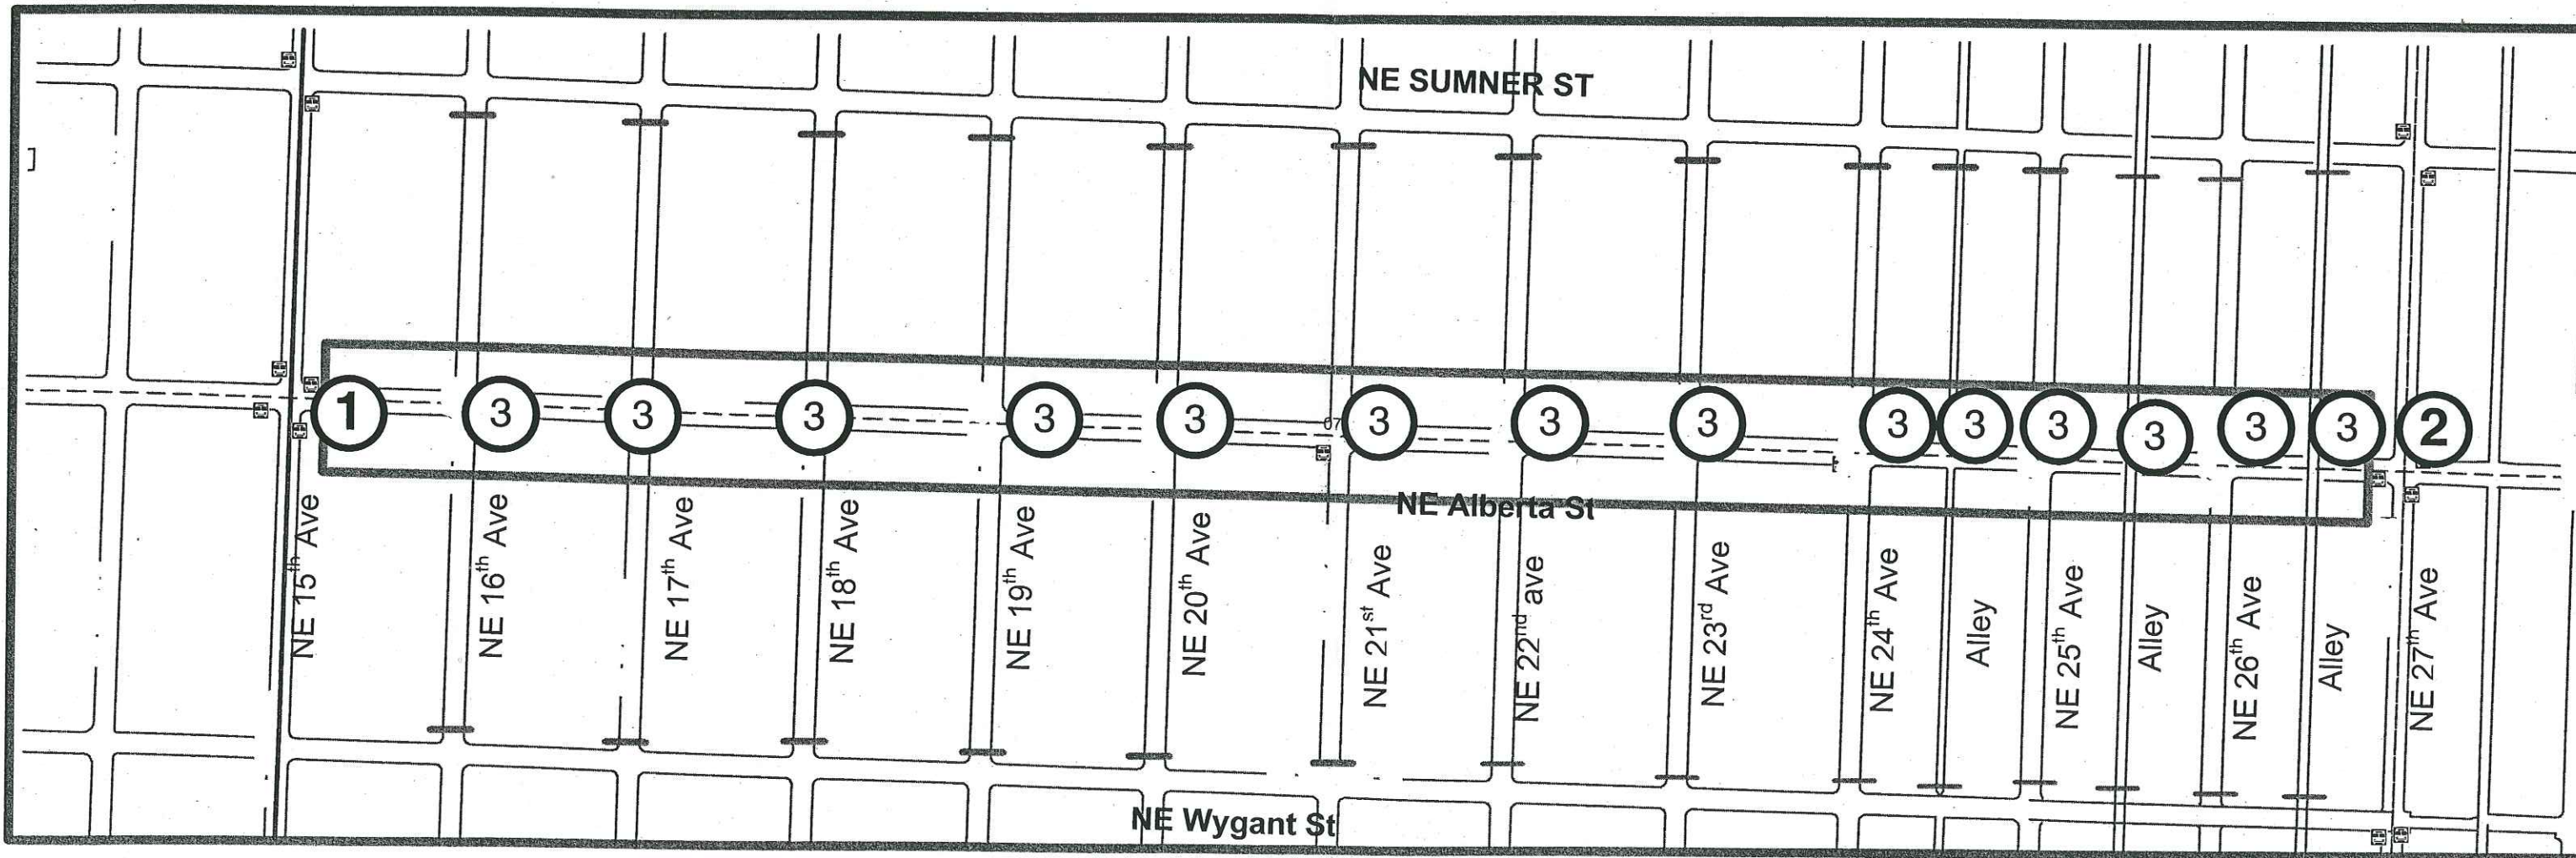 NE SUMNER ST
1 3 3 3 3 3 3 3 3 3 3 3 3 3 3 2
07
NE Alberta St
NE 15th Ave
NE 16th Ave
NE 17th Ave
NE 18th Ave
NE 19th Ave
NE 20th Ave
NE 21st Ave
NE 22nd ave
NE 23rd Ave
NE 24th Ave
Alley
NE 25th Ave
Alley
NE 26th Ave
Alley
NE 27th Ave
NE Wygant St